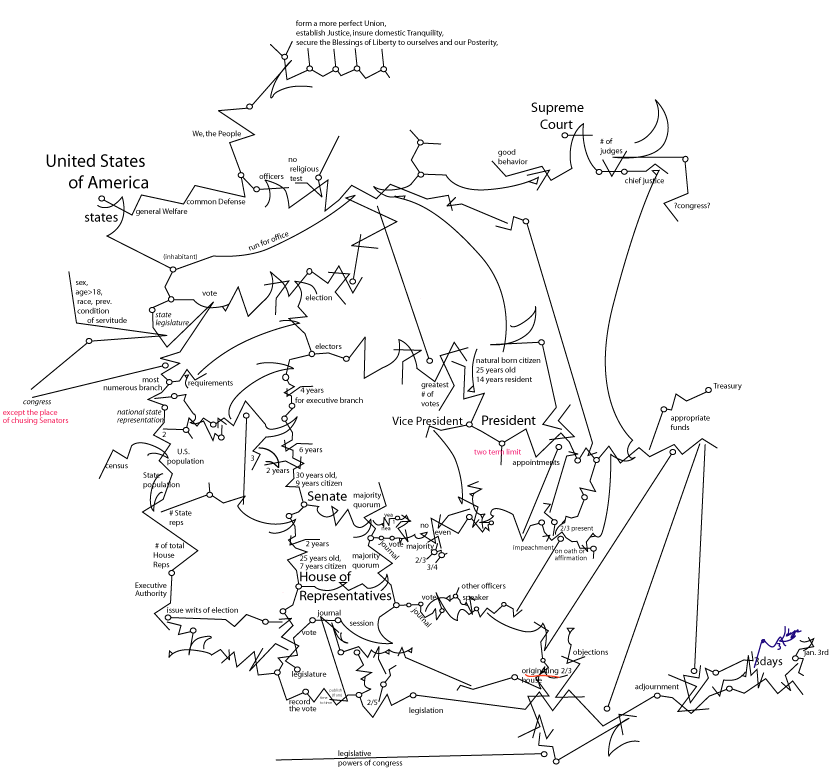 form a more perfect Union,
establish Justice, insure domestic Tranquility,
secure the Blessings of Liberty to ourselves and our Posterity,
We, the People
Supreme
Court
# of
judges
good
behavior
chief justice
?congress?
United States
of America
states
general Welfare
common Defense
officers
no
religious
test
(inhabitant)
run for office
sex,
age>18,
race, prev.
condition
of servitude
vote
state
legislature
election
electors
congress
except the place
of chusing Senators
most
numerous branch
requirements
national state
representation
2
4 years
for executive branch
greatest
# of
votes
natural born citizen
25 years old
14 years resident
Vice President
President
two term limit
appointments
Treasury
appropriate
funds
census
U.S.
population
State
population
3
2 years
6 years
30 years old,
9 years citizen
Senate
majority
quorum
yea
nea
no
even
journal
vote
majority
2/3
3/4
impeachment
2/3 present
on oath or
affirmation
# State
reps
# of total
House
Reps
Executive
Authority
issue writs of election
2 years
25 years old,
7 years citizen
House of
Representatives
majority
quorum
vote
journal
other officers
speaker
journal
session
vote
legislature
record
the vote
2/5
legislation
originating
house
2/3
objections
adjournment
3days
3
Jan. 3rd
legislative
powers of congress